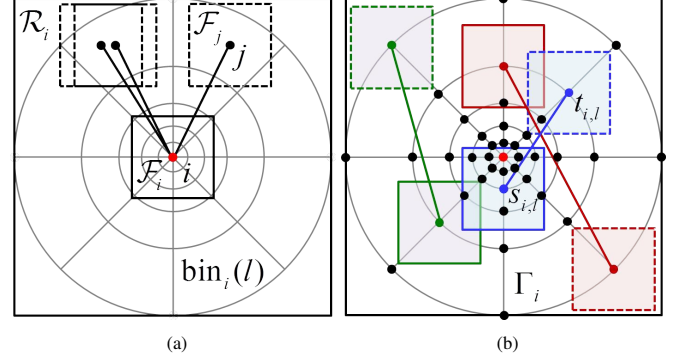 𝓡ᵢ
𝓕ⱼ
j
𝓕ᵢ
i
binᵢ(l)
(a)
tᵢ,ₗ
sᵢ,ₗ
Γᵢ
(b)